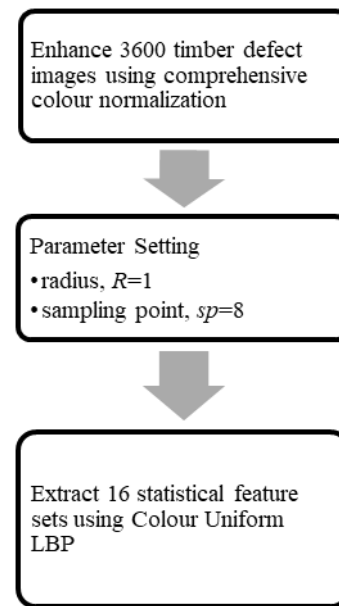 Enhance 3600 timber defect
images using comprehensive
colour normalization
Parameter Setting
•radius, R=1
•sampling point, sp=8
Extract 16 statistical feature
sets using Colour Uniform
LBP